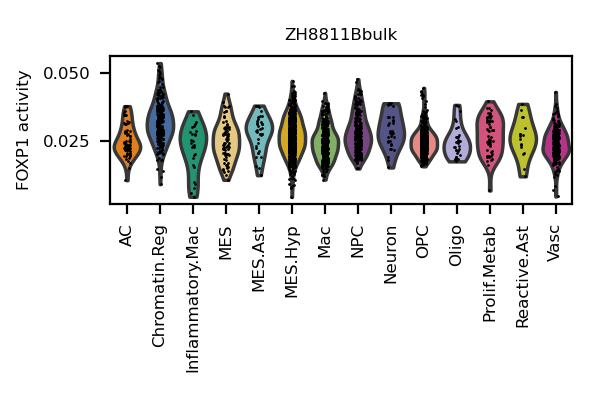 ZH8811Bbulk
FOXP1 activity
0.050
0.025
AC
Chromatin.Reg
Inflammatory.Mac
MES
MES.Ast
MES.Hyp
Mac
NPC
Neuron
OPC
Oligo
Prolif.Metab
Reactive.Ast
Vasc